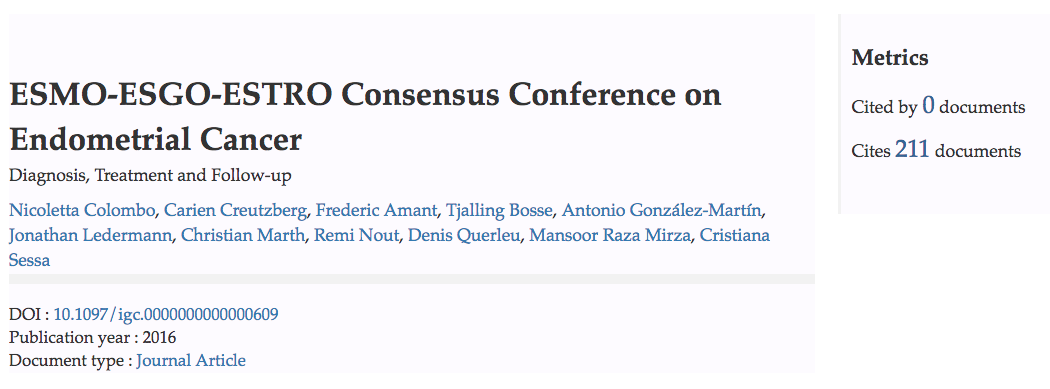 ESMO-ESGO-ESTRO Consensus Conference on
Endometrial Cancer
Diagnosis, Treatment and Follow-up
Nicoletta Colombo, Carien Creutzberg, Frederic Amant, Tjalling Bosse, Antonio González-Martín,
Jonathan Ledermann, Christian Marth, Remi Nout, Denis Querleu, Mansoor Raza Mirza, Cristiana
Sessa
DOI : 10.1097/igc.0000000000000609
Publication year : 2016
Document type : Journal Article
Metrics
Cited by 0 documents
Cites 211 documents